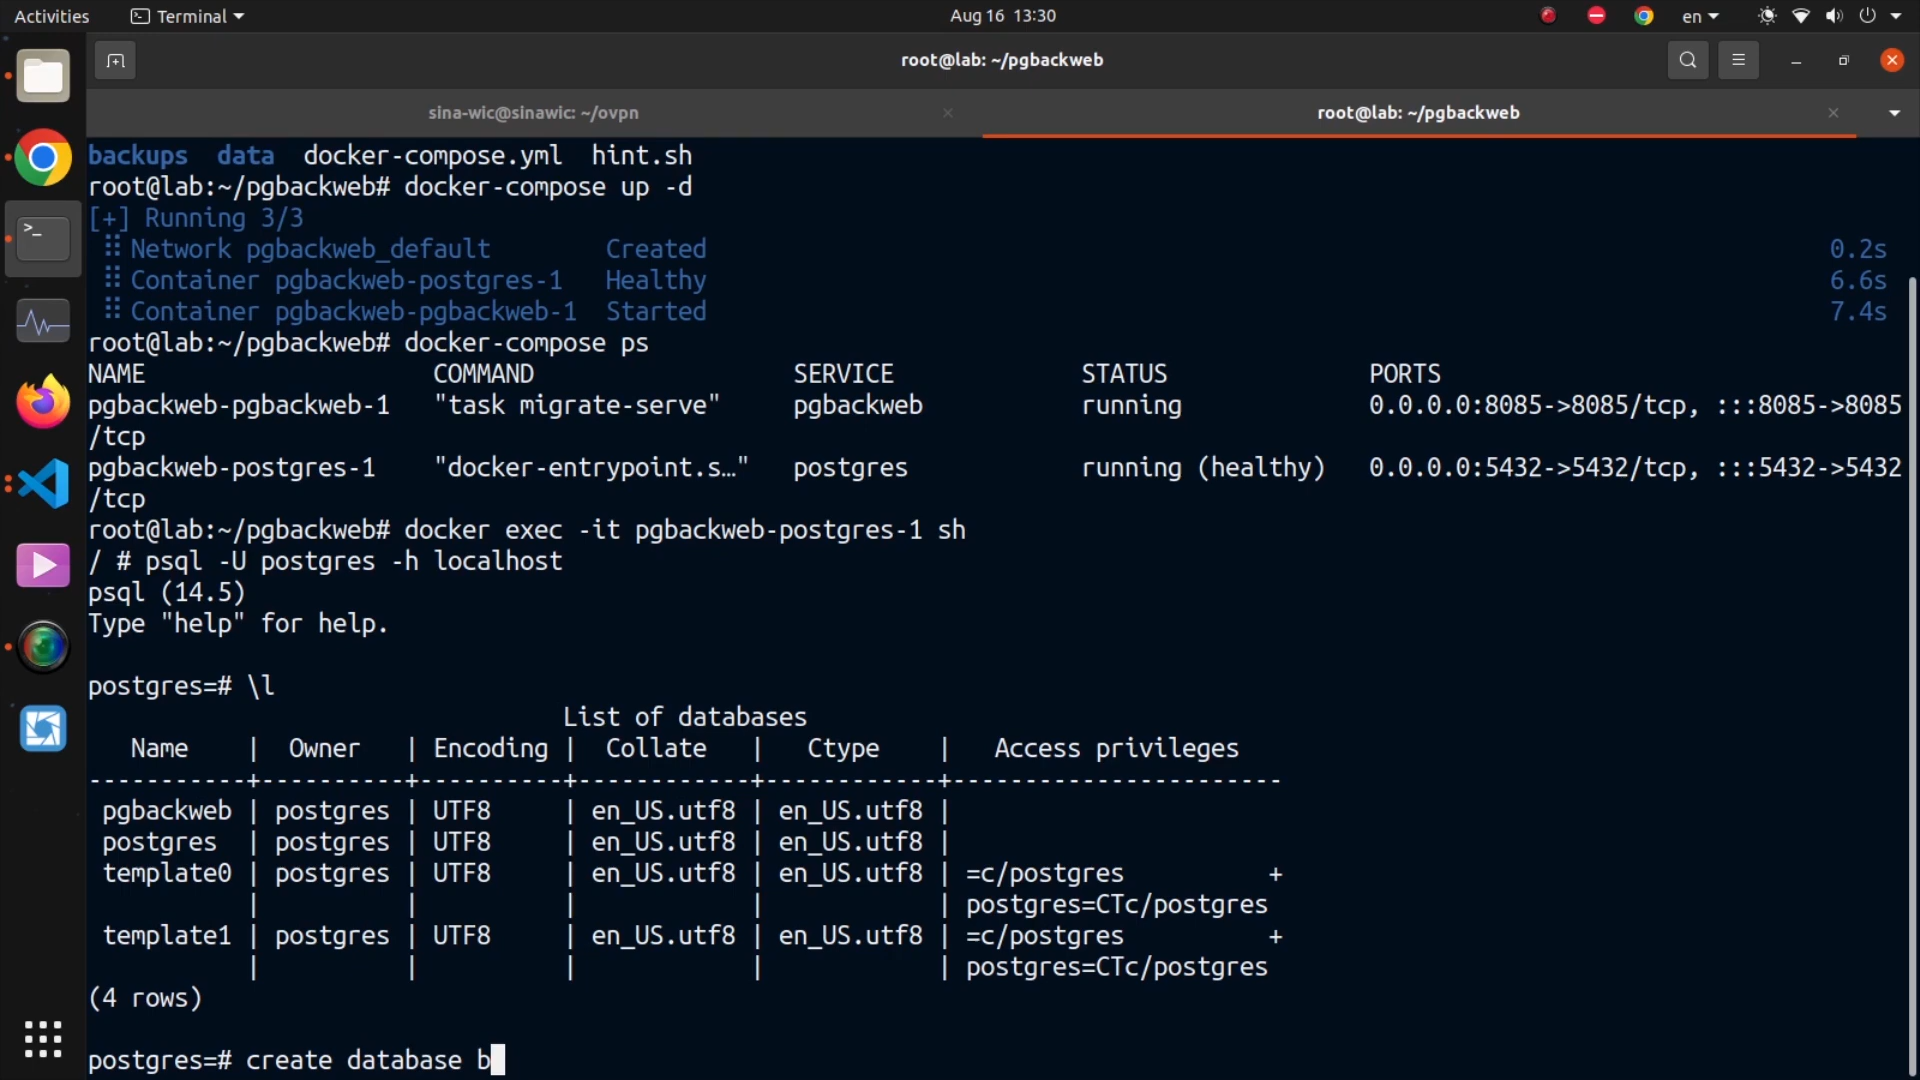 Activities
Terminal
Aug 16 13:30
en
root@lab: ~/pgbackweb
sina-wic@sinawic: ~/ovpn
root@lab: ~/pgbackweb
backups  data  docker-compose.yml  hint.sh
root@lab:~/pgbackweb# docker-compose up -d
[+] Running 3/3
 ⠿ Network pgbackweb_default        Created        0.2s
 ⠿ Container pgbackweb-postgres-1   Healthy        6.6s
 ⠿ Container pgbackweb-pgbackweb-1  Started        7.4s
root@lab:~/pgbackweb# docker-compose ps
NAME                    COMMAND                  SERVICE             STATUS              PORTS
pgbackweb-pgbackweb-1   "task migrate-serve"     pgbackweb           running             0.0.0.0:8085->8085/tcp, :::8085->8085
/tcp
pgbackweb-postgres-1    "docker-entrypoint.s…"   postgres            running (healthy)   0.0.0.0:5432->5432/tcp, :::5432->5432
/tcp
root@lab:~/pgbackweb# docker exec -it pgbackweb-postgres-1 sh
/ # psql -U postgres -h localhost
psql (14.5)
Type "help" for help.
postgres=# \l
                                 List of databases
   Name    |  Owner   | Encoding |  Collate   |   Ctype    |   Access privileges
-----------+----------+----------+------------+------------+-----------------------
 pgbackweb | postgres | UTF8     | en_US.utf8 | en_US.utf8 |
 postgres  | postgres | UTF8     | en_US.utf8 | en_US.utf8 |
 template0 | postgres | UTF8     | en_US.utf8 | en_US.utf8 | =c/postgres          +
           |          |          |            |            | postgres=CTc/postgres
 template1 | postgres | UTF8     | en_US.utf8 | en_US.utf8 | =c/postgres          +
           |          |          |            |            | postgres=CTc/postgres
(4 rows)
postgres=# create database b